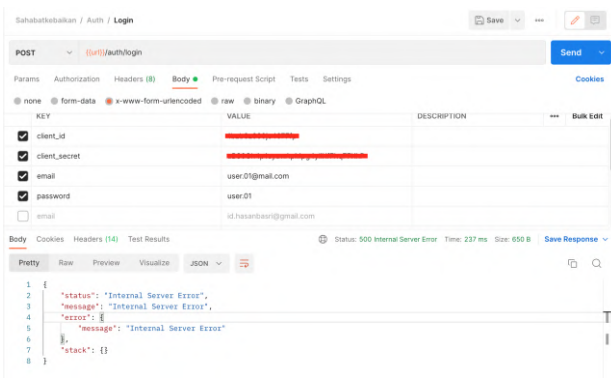 Sahabatkebaikan / Auth / Login Save
POST {{url}}/auth/login Send
Params Authorization Headers (8) Body Pre-request Script Tests Settings Cookies
none form-data x-www-form-urlencoded raw binary GraphQL
KEY VALUE DESCRIPTION Bulk Edit
client_id
client_secret
email user.01@mail.com
password user.01
email id.hasanbasri@gmail.com
Body Cookies Headers (14) Test Results Status: 500 Internal Server Error Time: 237 ms Size: 650 B Save Response
Pretty Raw Preview Visualize JSON
1 {
2 "status": "Internal Server Error",
3 "message": "Internal Server Error",
4 "error": {
5 "message": "Internal Server Error"
6 },
7 "stack": {}
8 }